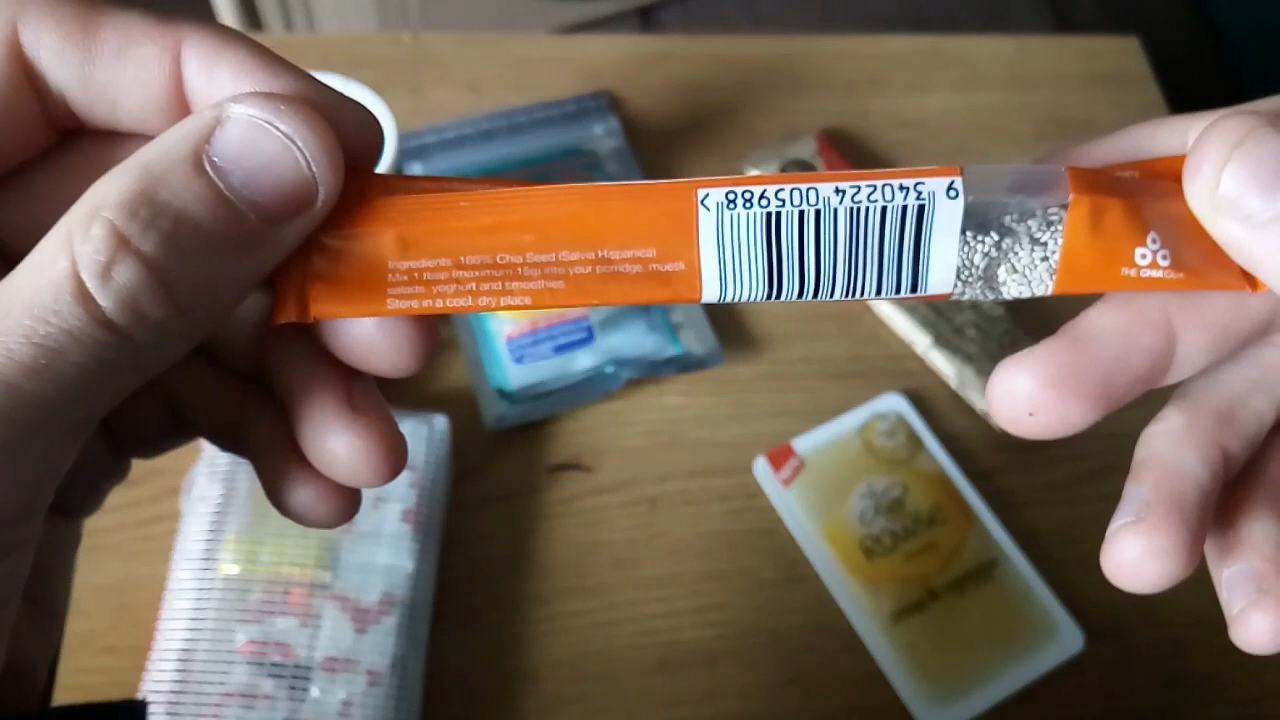 Ingredients: 100% Chia Seed (Salvia Hispanica)
Mix 1 tbsp (maximum 15g) into your porridge, muesli,
salads, yoghurt and smoothies
Store in a cool, dry place
9 340224 005988 >
THE CHIA CO